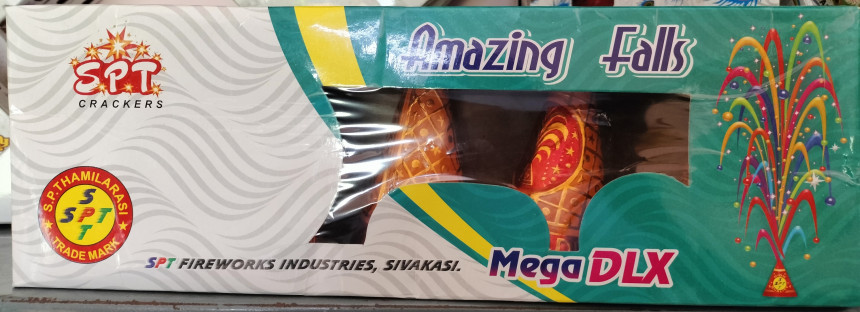 SPT
CRACKERS
Amazing Falls
S.P.THAMILARASI
S
SPT
T
TRADE MARK
SPT FIREWORKS INDUSTRIES, SIVAKASI.
Mega DLX